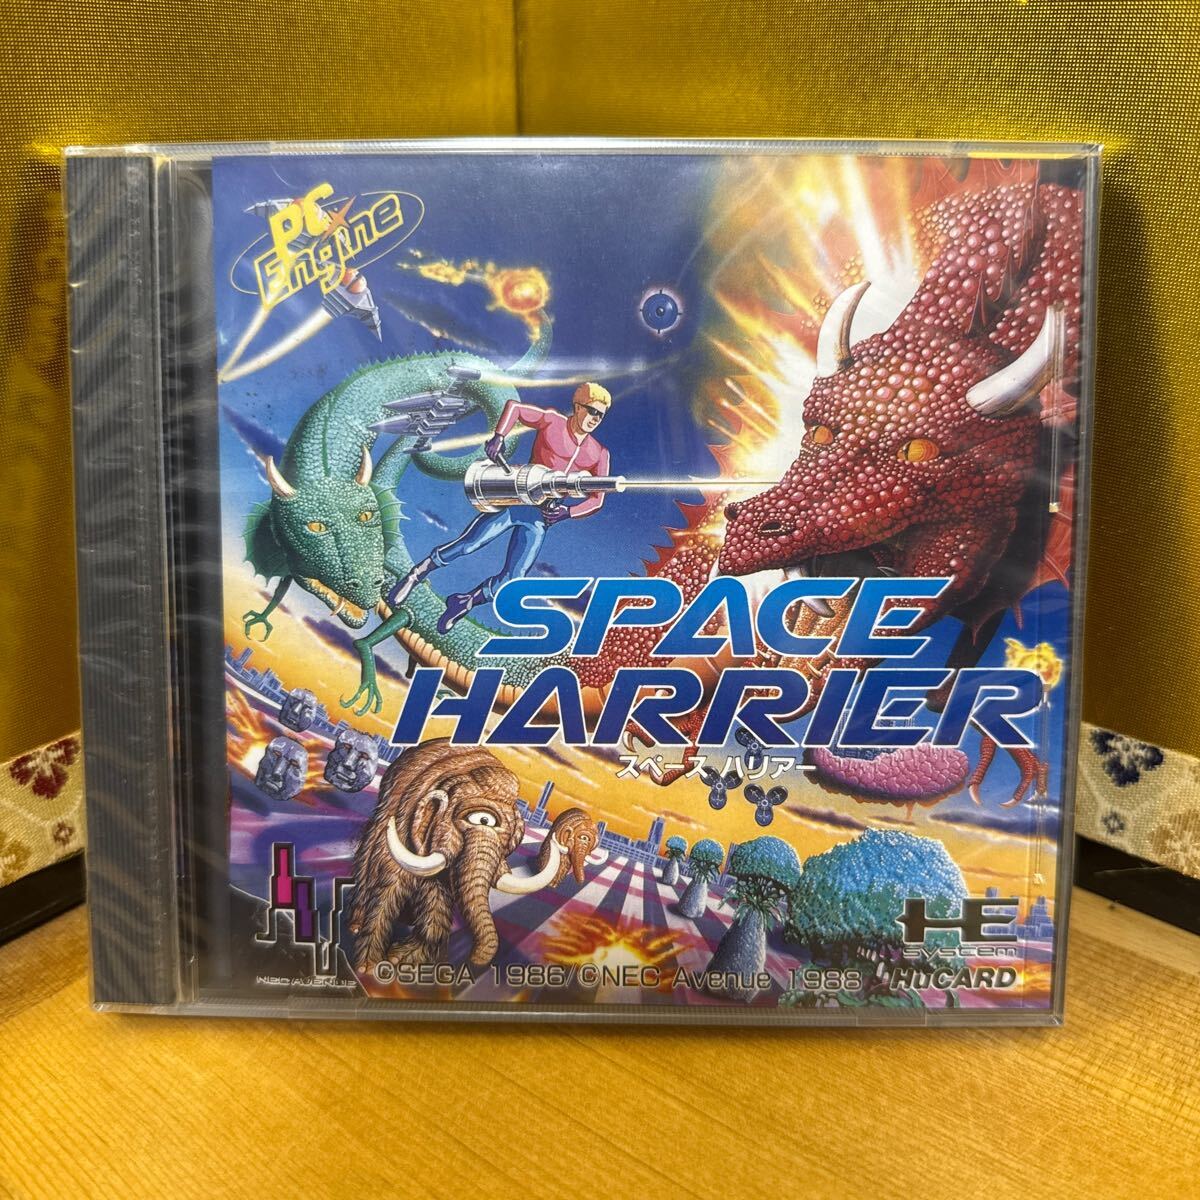 PC Engine
SPACE
HARRIER
スペース ハリアー
NEC AVENUE
©SEGA 1986/©NEC Avenue 1988
HE
System
HuCARD